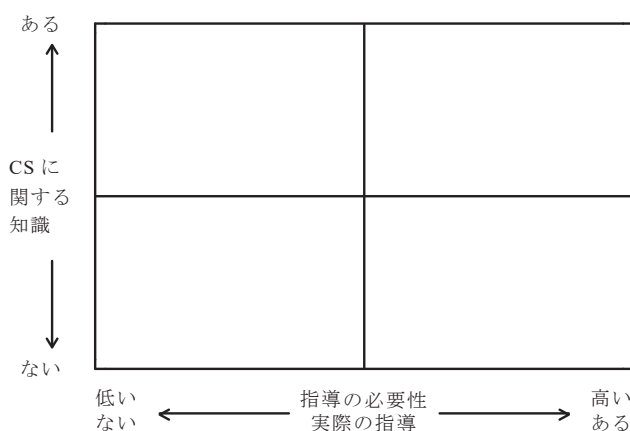 ある
CS に
関する
知識
ない
低い 指導の必要性 高い
ない 実際の指導 ある